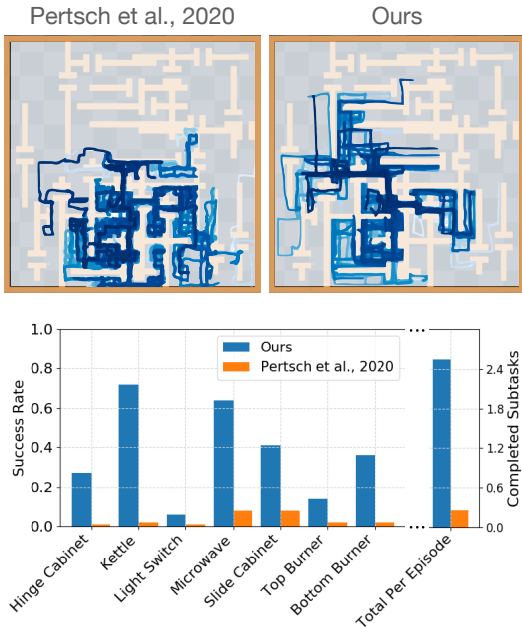 Pertsch et al., 2020
Ours
1.0
0.8
0.6
0.4
0.2
0.0
Success Rate
Ours
Pertsch et al., 2020
...
...
2.4
1.8
1.2
0.6
0.0
Completed Subtasks
Hinge Cabinet
Kettle
Light Switch
Microwave
Slide Cabinet
Top Burner
Bottom Burner
Total Per Episode